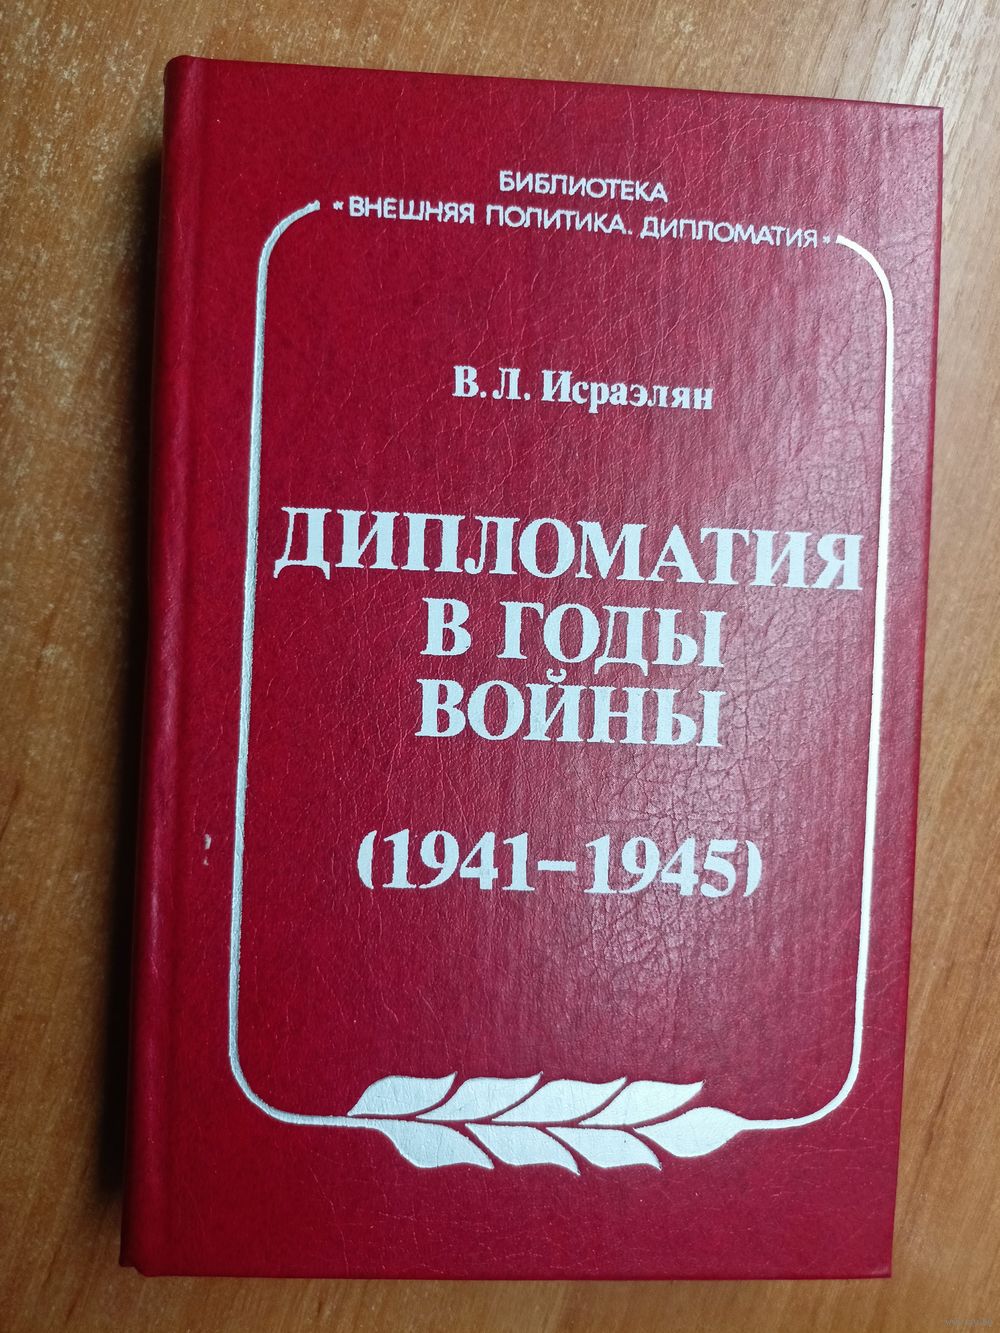 БИБЛИОТЕКА
«ВНЕШНЯЯ ПОЛИТИКА. ДИПЛОМАТИЯ»
В. Л. Исраэлян
ДИПЛОМАТИЯ
В ГОДЫ
ВОЙНЫ
(1941–1945)